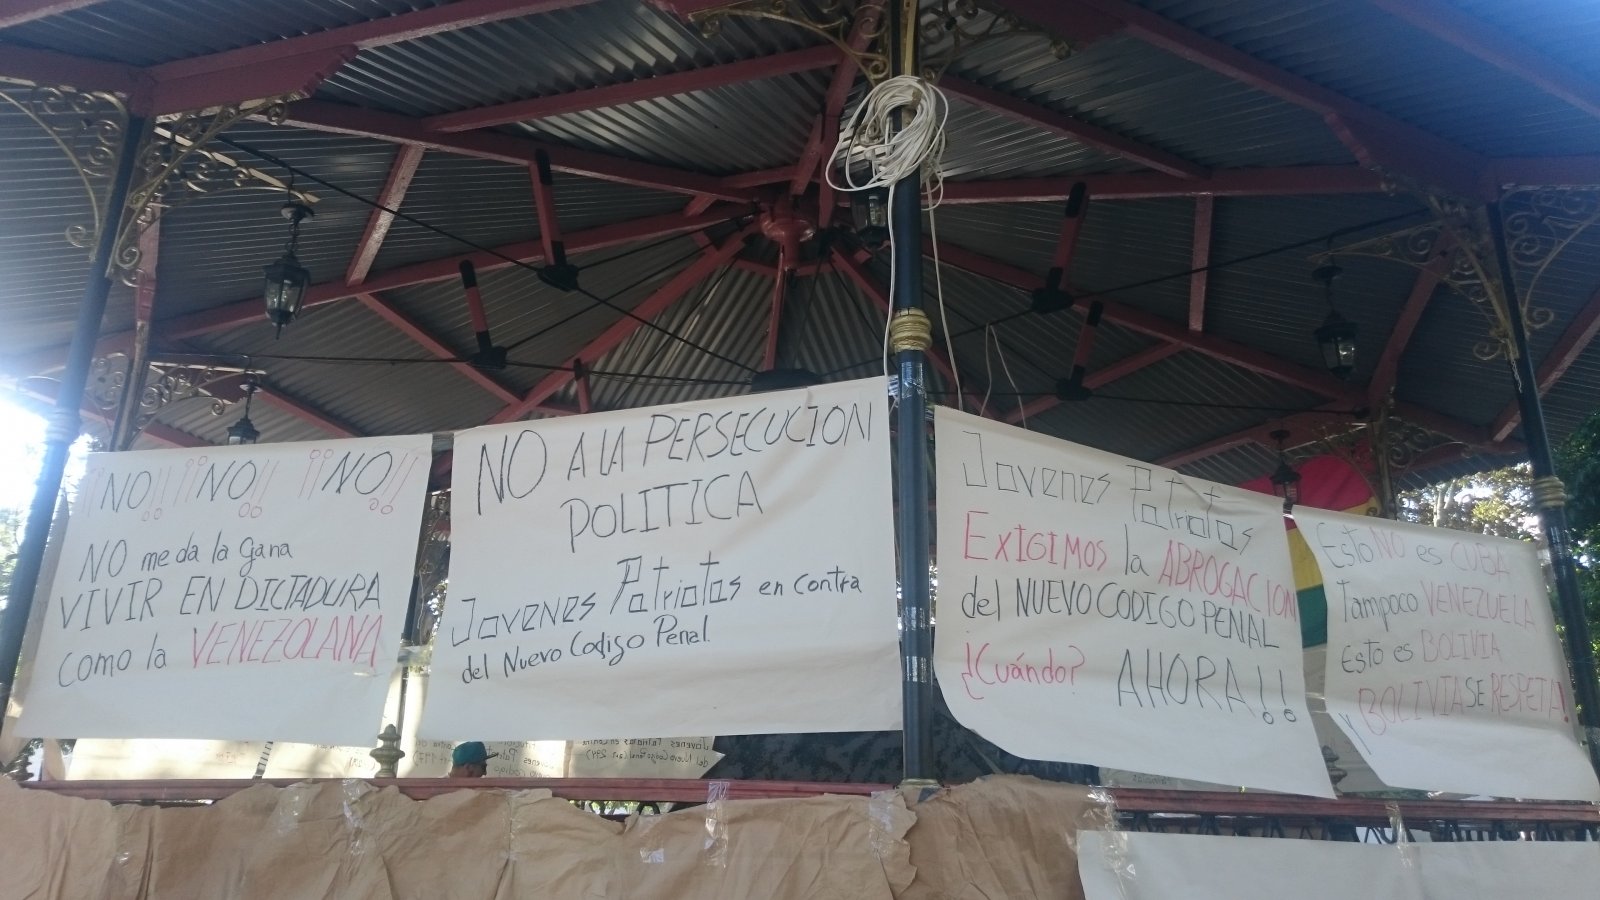 ¡¡NO!! ¡¡NO!! ¡¡NO!!
NO me da la gana
VIVIR EN DICTADURA
como la VENEZOLANA
NO A LA PERSECUCION
POLITICA
Jovenes Patriotas en contra
del Nuevo Codigo Penal.
Jovenes Patriotas
EXIGIMOS la ABROGACION
del NUEVO CODIGO PENAL
¿Cuándo? AHORA!!
Esto NO es CUBA
Tampoco VENEZUELA
Esto es BOLIVIA
y BOLIVIA SE RESPETA!